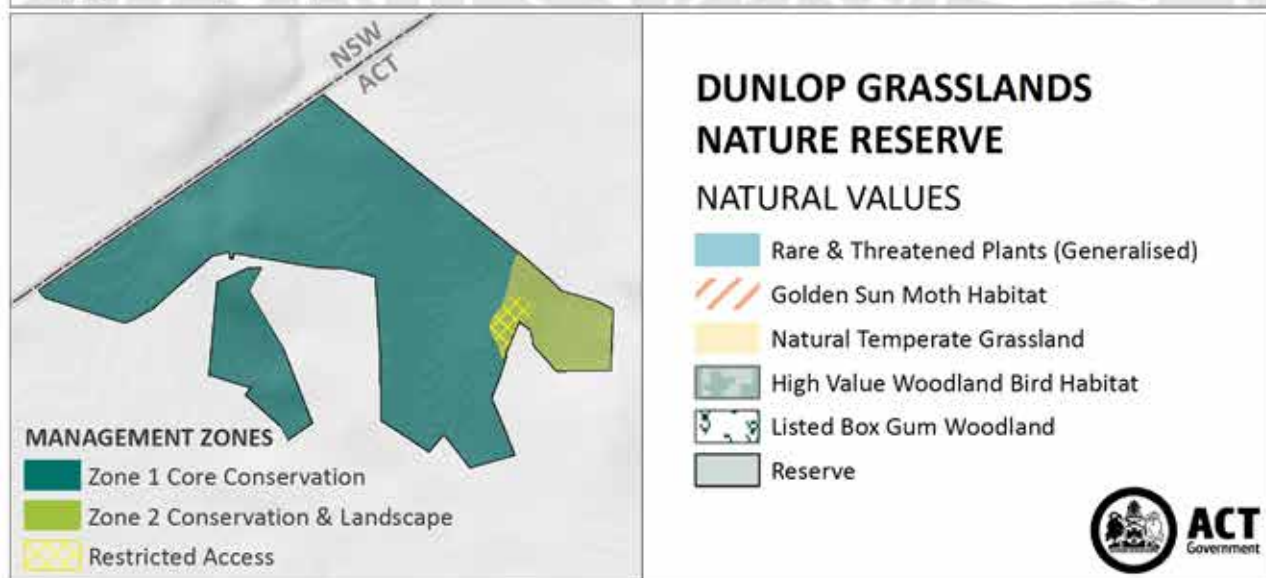 NSW
ACT
MANAGEMENT ZONES
Zone 1 Core Conservation
Zone 2 Conservation & Landscape
Restricted Access
DUNLOP GRASSLANDS
NATURE RESERVE
NATURAL VALUES
Rare & Threatened Plants (Generalised)
Golden Sun Moth Habitat
Natural Temperate Grassland
High Value Woodland Bird Habitat
Listed Box Gum Woodland
Reserve
ACT
Government